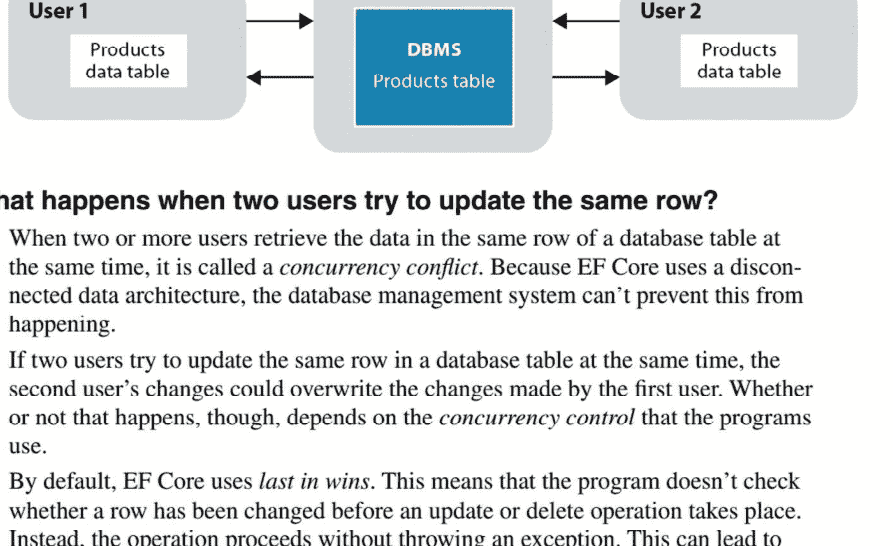 User 1
User 2
Products
data table
DBMS
Products table
Products
data table
hat happens when two users try to update the same row?
When two or more users retrieve the data in the same row of a database table at
the same time, it is called a concurrency conflict. Because EF Core uses a discon-
nected data architecture, the database management system can't prevent this from
happening.
If two users try to update the same row in a database table at the same time, the
second user's changes could overwrite the changes made by the first user. Whether
or not that happens, though, depends on the concurrency control that the programs
use.
By default, EF Core uses last in wins. This means that the program doesn't check
whether a row has been changed before an update or delete operation takes place.
Instead, the operation proceeds without throwing an exception. This can lead to